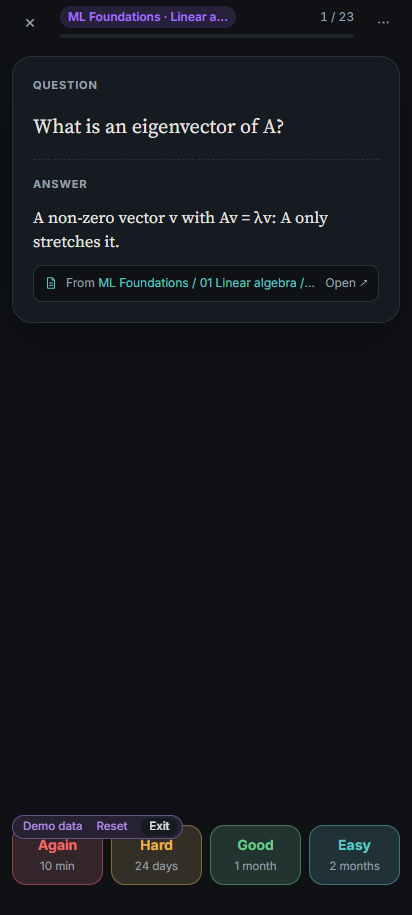 ✕ ML Foundations · Linear a... 1 / 23 ...
QUESTION
What is an eigenvector of A?
ANSWER
A non-zero vector v with Av = λv: A only
stretches it.
From ML Foundations / 01 Linear algebra /... Open ↗
Demo data Reset Exit
Again Hard Good Easy
10 min 24 days 1 month 2 months